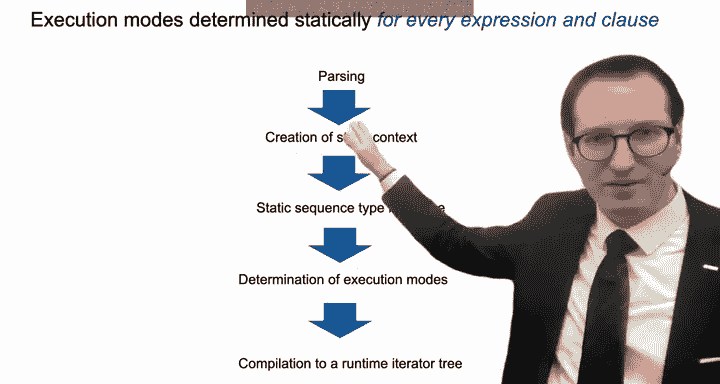 Execution modes determined statically for every expression and clause
Parsing
Creation of context
Static sequence type
Determination of execution modes
Compilation to a runtime iterator tree